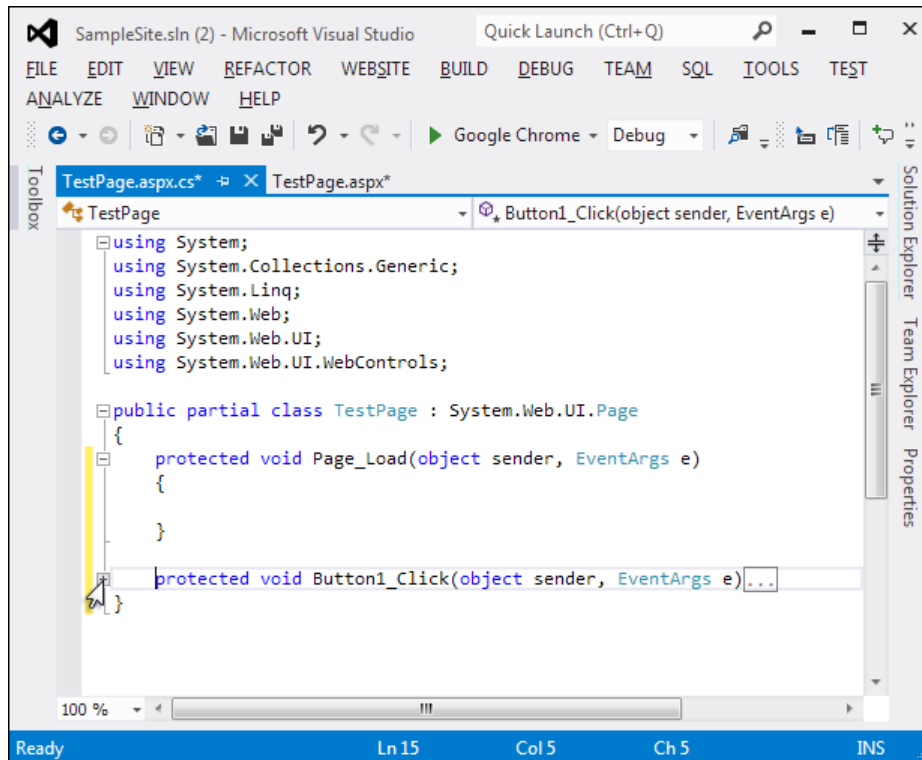 SampleSite.sln (2) - Microsoft Visual Studio Quick Launch (Ctrl+Q)
FILE EDIT VIEW REFACTOR WEBSITE BUILD DEBUG TEAM SQL TOOLS TEST
ANALYZE WINDOW HELP
Google Chrome Debug
Toolbox
TestPage.aspx.cs* TestPage.aspx*
TestPage Button1_Click(object sender, EventArgs e)
using System;
using System.Collections.Generic;
using System.Linq;
using System.Web;
using System.Web.UI;
using System.Web.UI.WebControls;
public partial class TestPage : System.Web.UI.Page
{
protected void Page_Load(object sender, EventArgs e)
{
}
protected void Button1_Click(object sender, EventArgs e)...
}
Solution Explorer
Team Explorer
Properties
100 %
Ready Ln 15 Col 5 Ch 5 INS